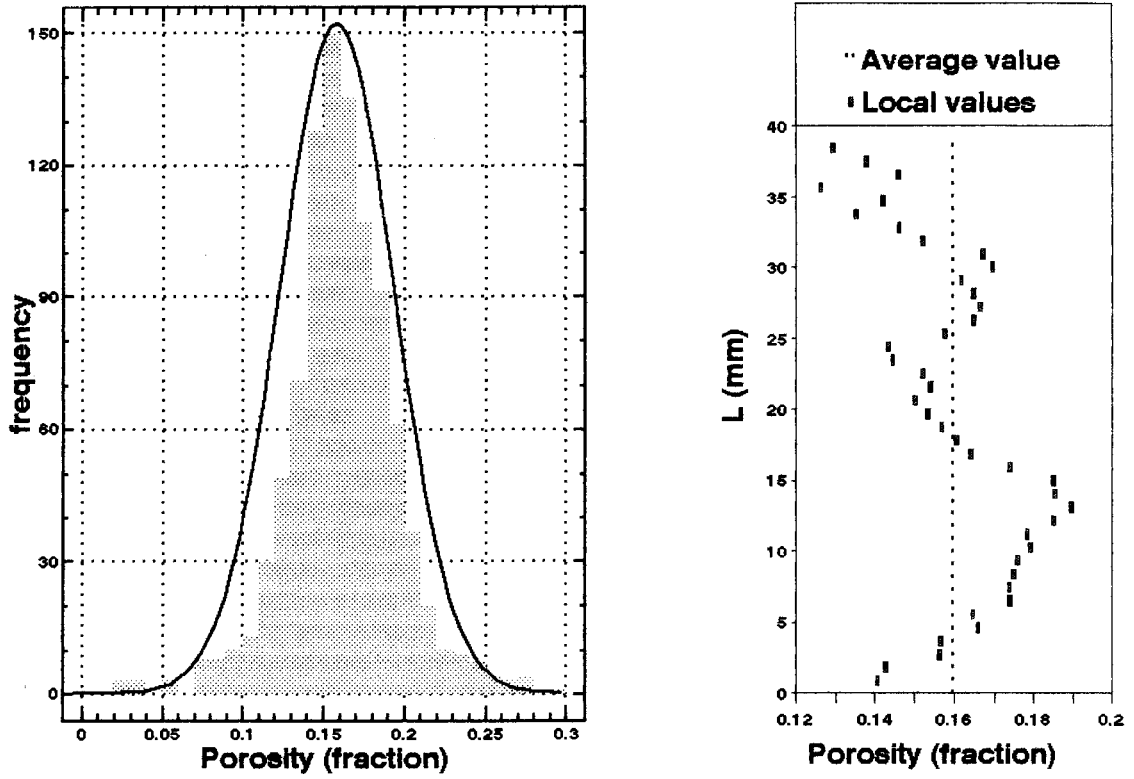 150
120
90
60
30
0
frequency
0 0.05 0.1 0.15 0.2 0.25 0.3
Porosity (fraction)
Average value
Local values
40
35
30
25
20
15
10
5
0
L (mm)
0.12 0.14 0.16 0.18 0.2
Porosity (fraction)